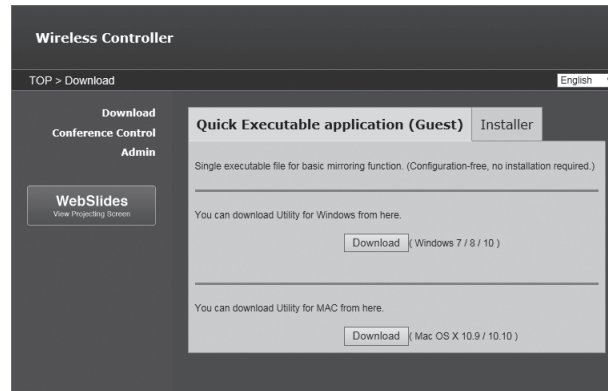 Wireless Controller
TOP > Download
English
Download
Conference Control
Admin
WebSlides
View Projecting Screen
Quick Executable application (Guest)
Installer
Single executable file for basic mirroring function. (Configuration-free, no installation required.)
You can download Utility for Windows from here.
Download ( Windows 7 / 8 / 10 )
You can download Utility for MAC from here.
Download ( Mac OS X 10.9 / 10.10 )